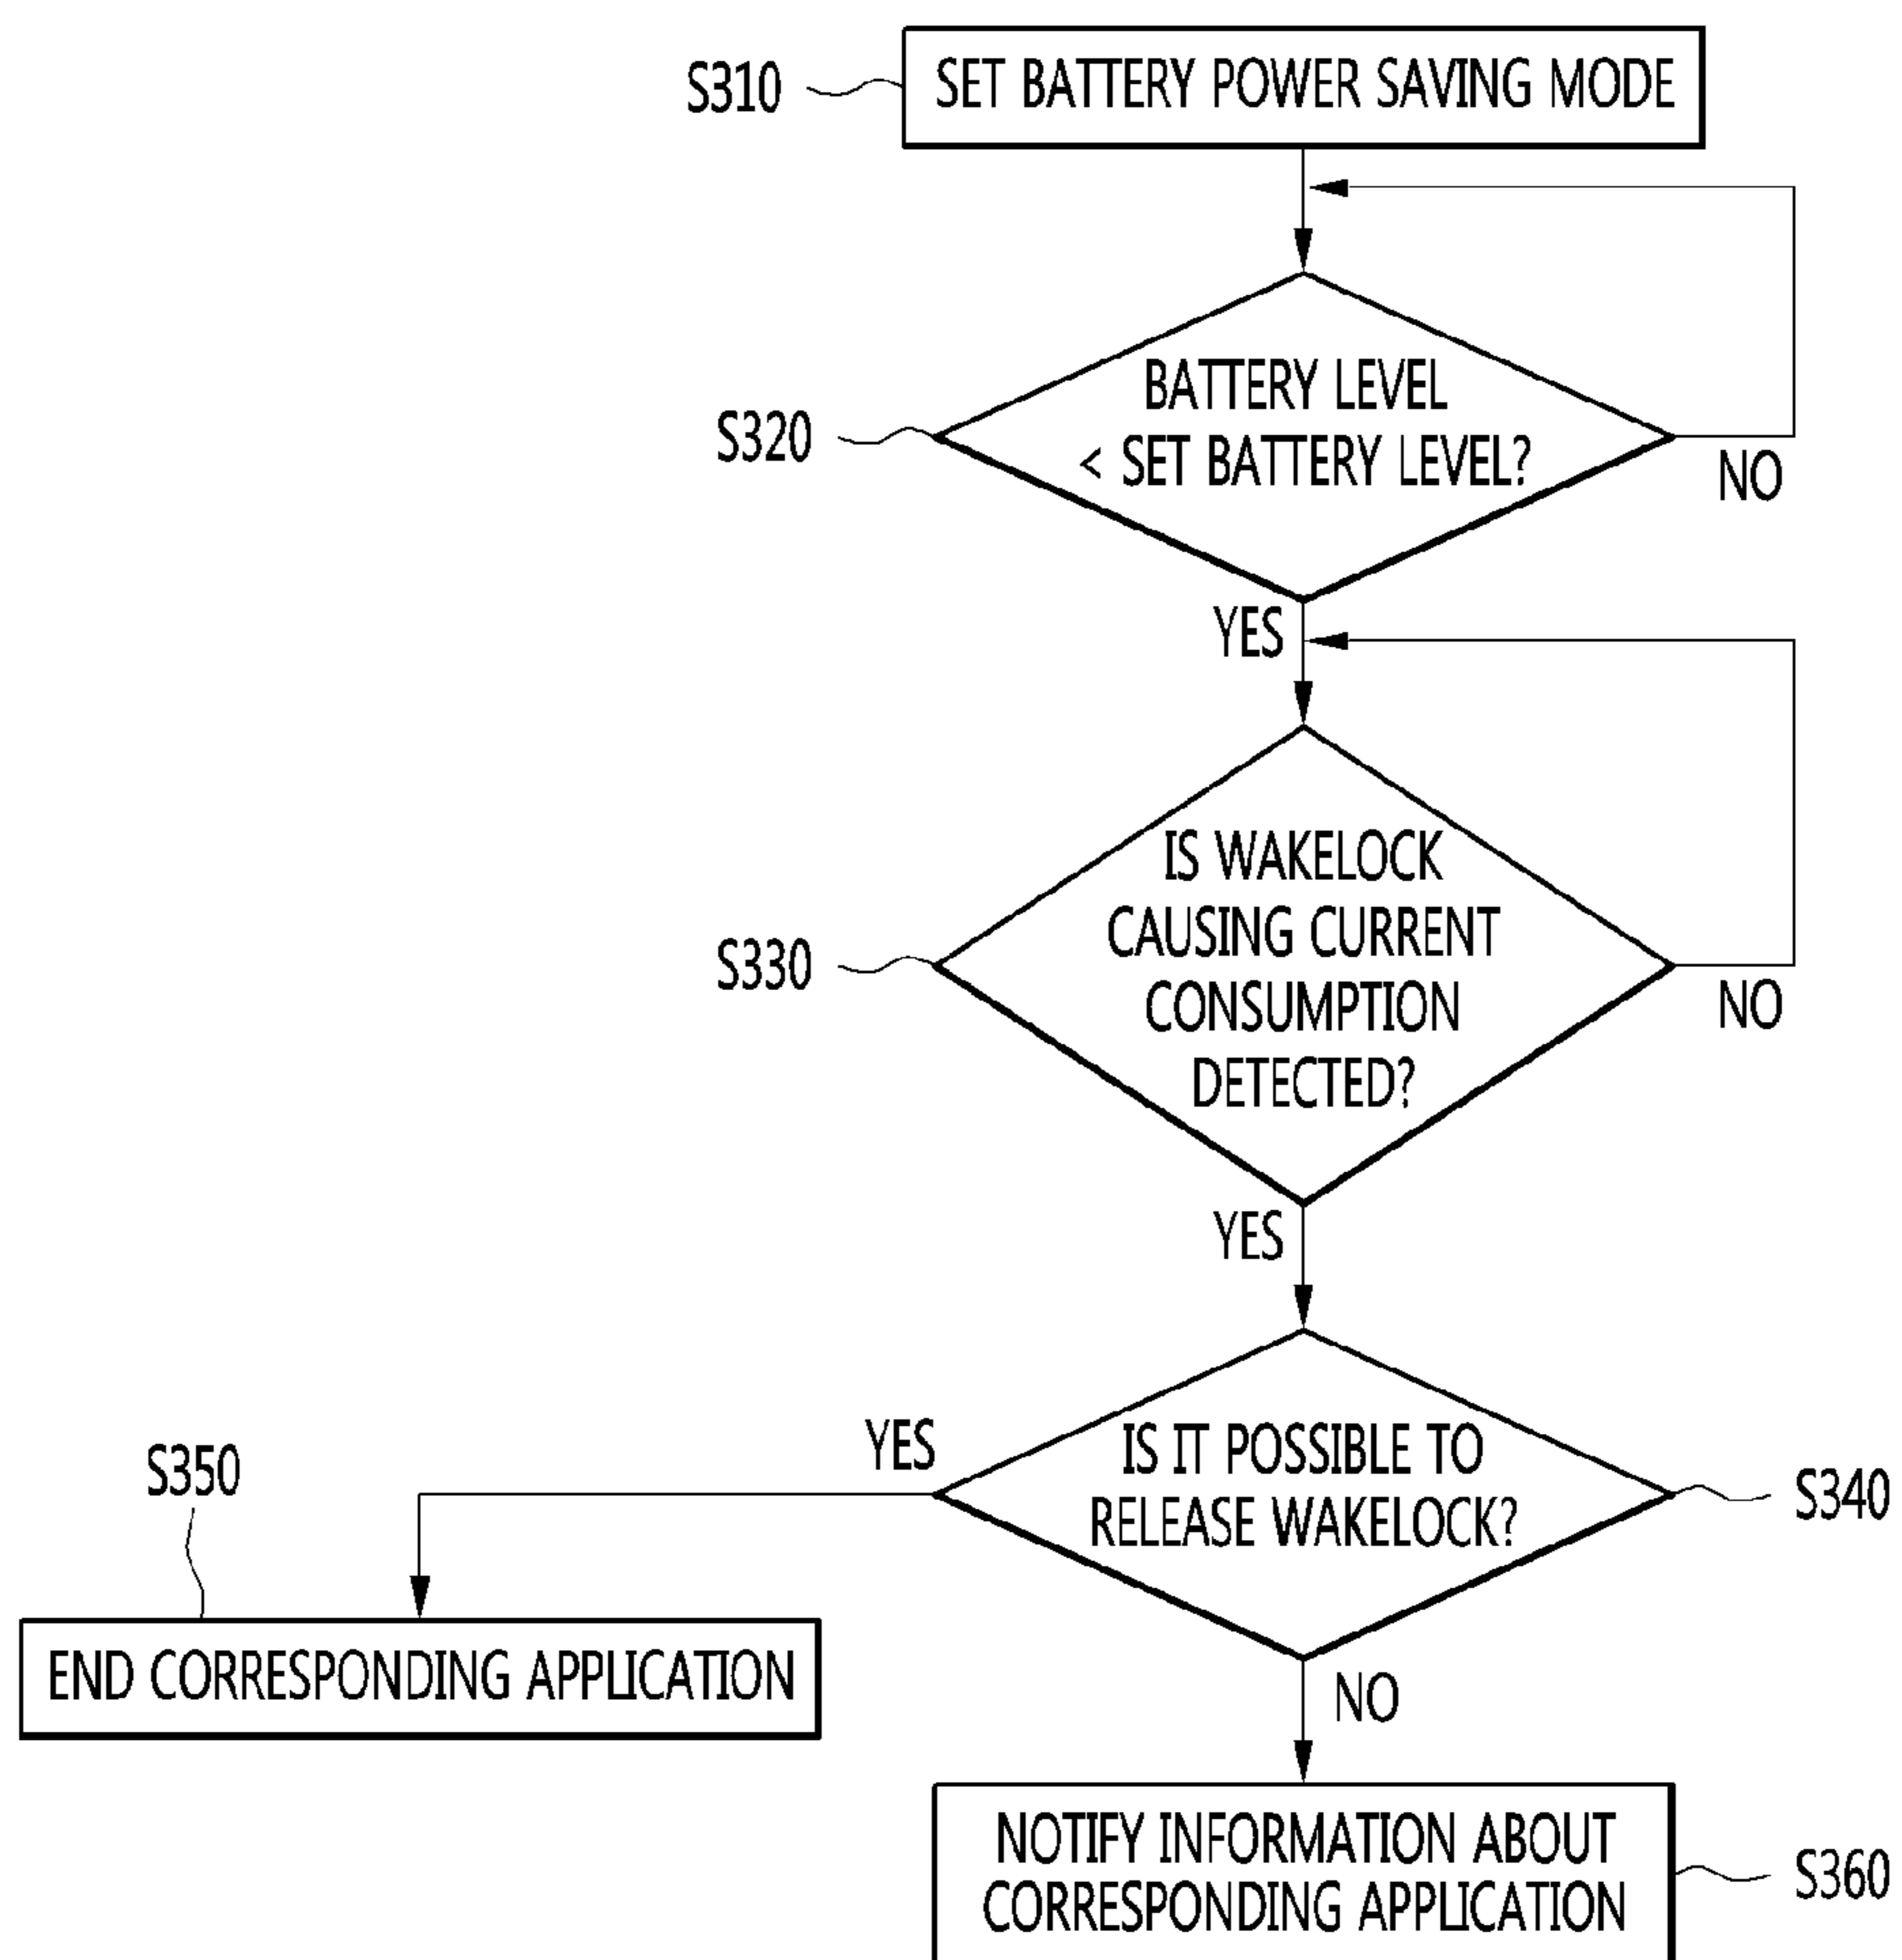 S310
SET BATTERY POWER SAVING MODE
BATTERY LEVEL
< SET BATTERY LEVEL?
S320
NO
YES
IS WAKELOCK
CAUSING CURRENT
CONSUMPTION
DETECTED?
S330
NO
YES
IS IT POSSIBLE TO
RELEASE WAKELOCK?
YES
S340
S350
END CORRESPONDING APPLICATION
NO
NOTIFY INFORMATION ABOUT
CORRESPONDING APPLICATION
S360